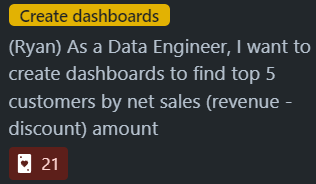 Create dashboards
(Ryan) As a Data Engineer, I want to
create dashboards to find top 5
customers by net sales (revenue -
discount) amount
21